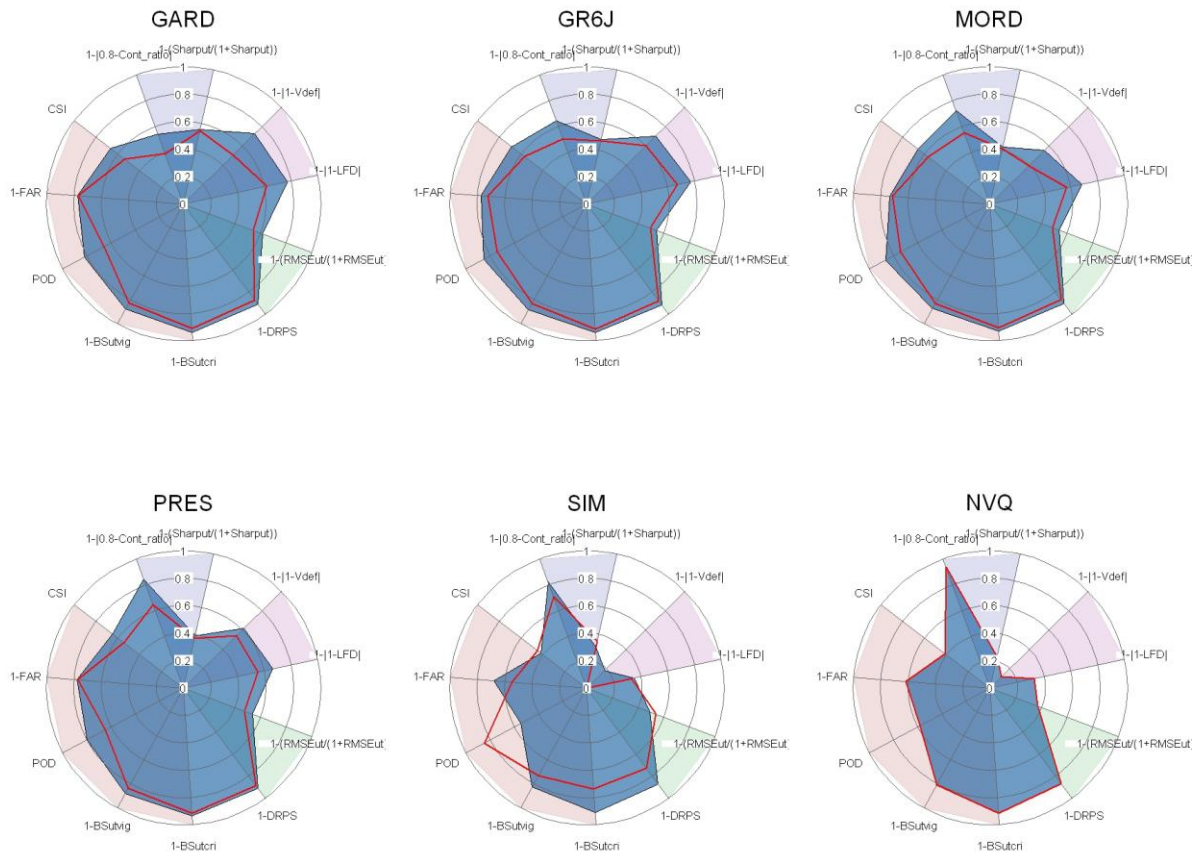 GARD
GR6J
MORD
1-|0.8-Cont_ratio|
1-(Sharput/(1+Sharput))
1-|1-Vdef|
1-|1-LFD|
1-(RMSEut/(1+RMSEut)
1-DRPS
1-BSutcri
1-BSutvig
POD
1-FAR
CSI
1
0.8
0.6
0.4
0.2
0
1-|0.8-Cont_ratio|
1-(Sharput/(1+Sharput))
1-|1-Vdef|
1-|1-LFD|
1-(RMSEut/(1+RMSEut)
1-DRPS
1-BSutcri
1-BSutvig
POD
1-FAR
CSI
1
0.8
0.6
0.4
0.2
0
1-|0.8-Cont_ratio|
1-(Sharput/(1+Sharput))
1-|1-Vdef|
1-|1-LFD|
1-(RMSEut/(1+RMSEut)
1-DRPS
1-BSutcri
1-BSutvig
POD
1-FAR
CSI
1
0.8
0.6
0.4
0.2
0
PRES
SIM
NVQ
1-|0.8-Cont_ratio|
1-(Sharput/(1+Sharput))
1-|1-Vdef|
1-|1-LFD|
1-(RMSEut/(1+RMSEut)
1-DRPS
1-BSutcri
1-BSutvig
POD
1-FAR
CSI
1
0.8
0.6
0.4
0.2
0
1-|0.8-Cont_ratio|
1-(Sharput/(1+Sharput))
1-|1-Vdef|
1-|1-LFD|
1-(RMSEut/(1+RMSEut)
1-DRPS
1-BSutcri
1-BSutvig
POD
1-FAR
CSI
1
0.8
0.6
0.4
0.2
0
1-|0.8-Cont_ratio|
1-(Sharput/(1+Sharput))
1-|1-Vdef|
1-|1-LFD|
1-(RMSEut/(1+RMSEut)
1-DRPS
1-BSutcri
1-BSutvig
POD
1-FAR
CSI
1
0.8
0.6
0.4
0.2
0